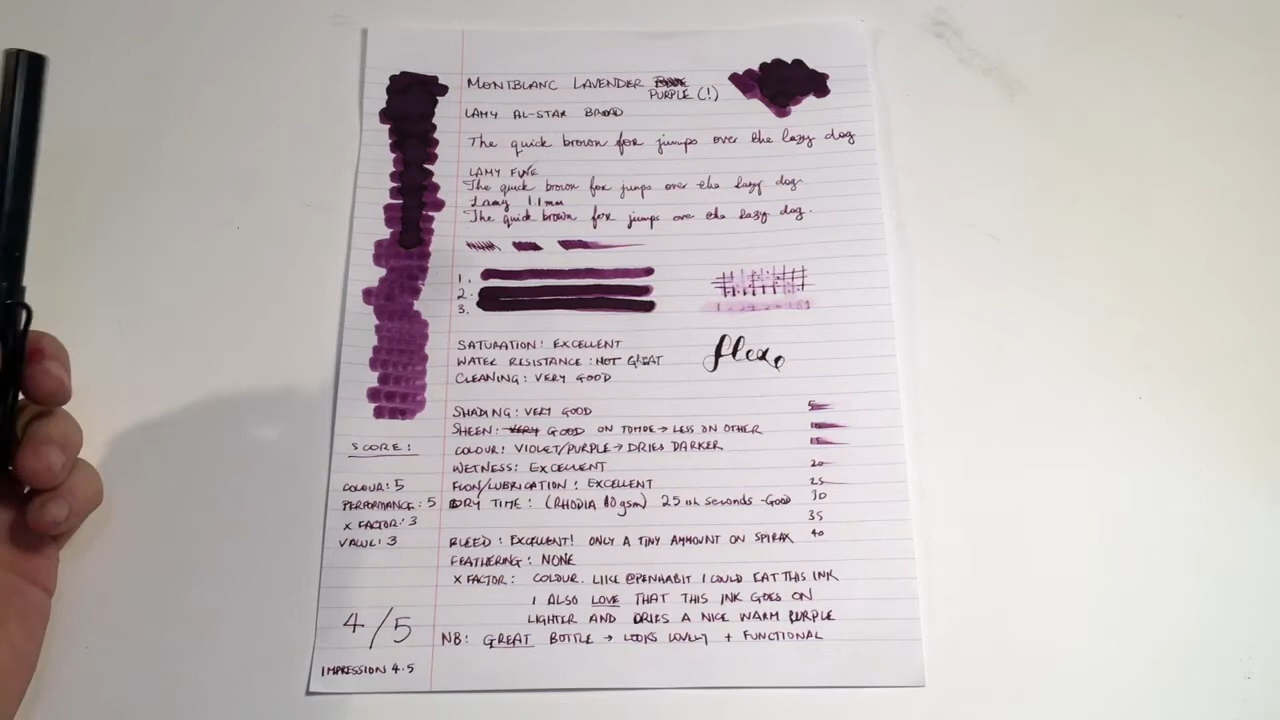 MONTBLANC LAVENDER
PURPLE (!)
LAMY AL-STAR BROAD
The quick brown fox jumps over the lazy dog
LAMY FINE
The quick brown fox jumps over the lazy dog
Lamy 1.1mm
The quick brown fox jumps over the lazy dog.
1.
2.
3.
SATURATION: EXCELLENT
WATER RESISTANCE: NOT GREAT
CLEANING: VERY GOOD
flex
SHADING: VERY GOOD
SHEEN: VERY GOOD ON TOMOE → LESS ON OTHER
COLOUR: VIOLET/PURPLE → DRIES DARKER
WETNESS: EXCELLENT
FLOW/LUBRICATION: EXCELLENT
DRY TIME: (RHODIA 80gsm) 25 ish seconds - GOOD
BLEED: EXCELLENT! ONLY A TINY AMMOUNT ON SPIRAX
FEATHERING: NONE
X FACTOR: COLOUR. LIKE @PENHABIT I COULD EAT THIS INK
I ALSO LOVE THAT THIS INK GOES ON
LIGHTER AND DRIES A NICE WARM PURPLE
NB: GREAT BOTTLE → LOOKS LOVELY + FUNCTIONAL
5
10
15
20
25
30
35
40
SCORE:
COLOUR: 5
PERFORMANCE: 5
X FACTOR: 3
VALUE: 3
4/5
IMPRESSION 4.5